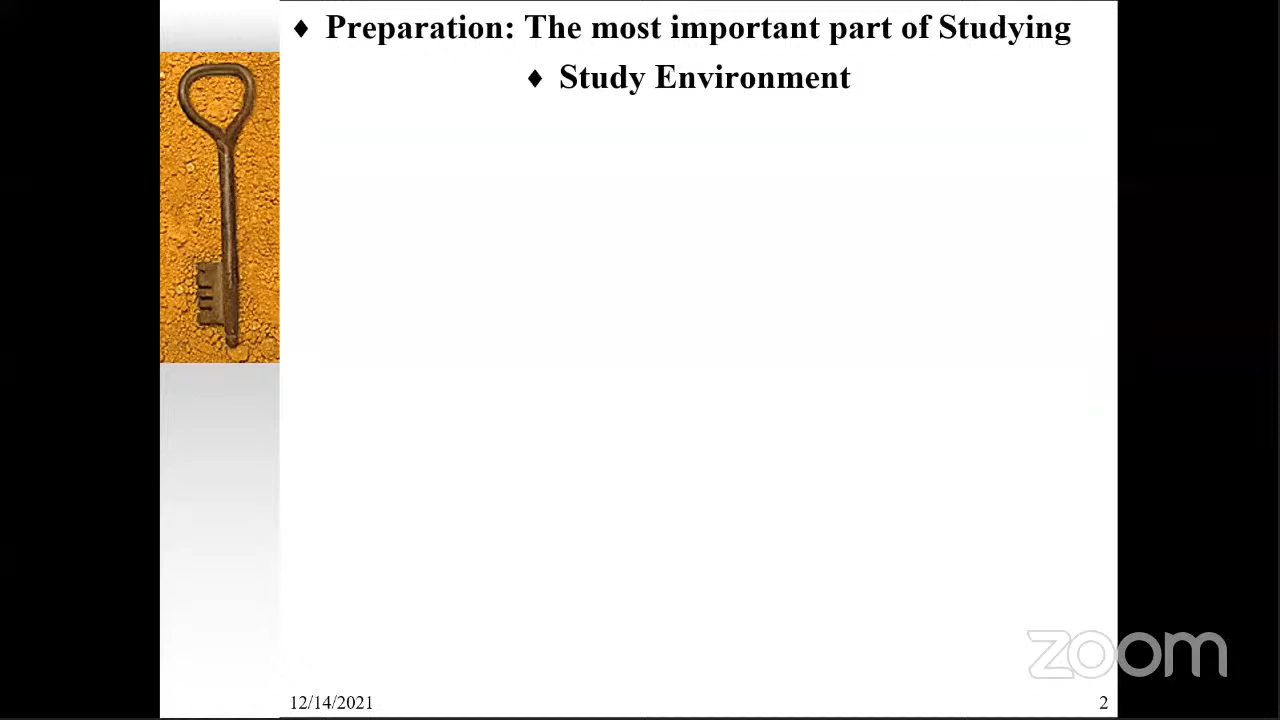 ♦ Preparation: The most important part of Studying
♦ Study Environment
zoom
12/14/2021
2